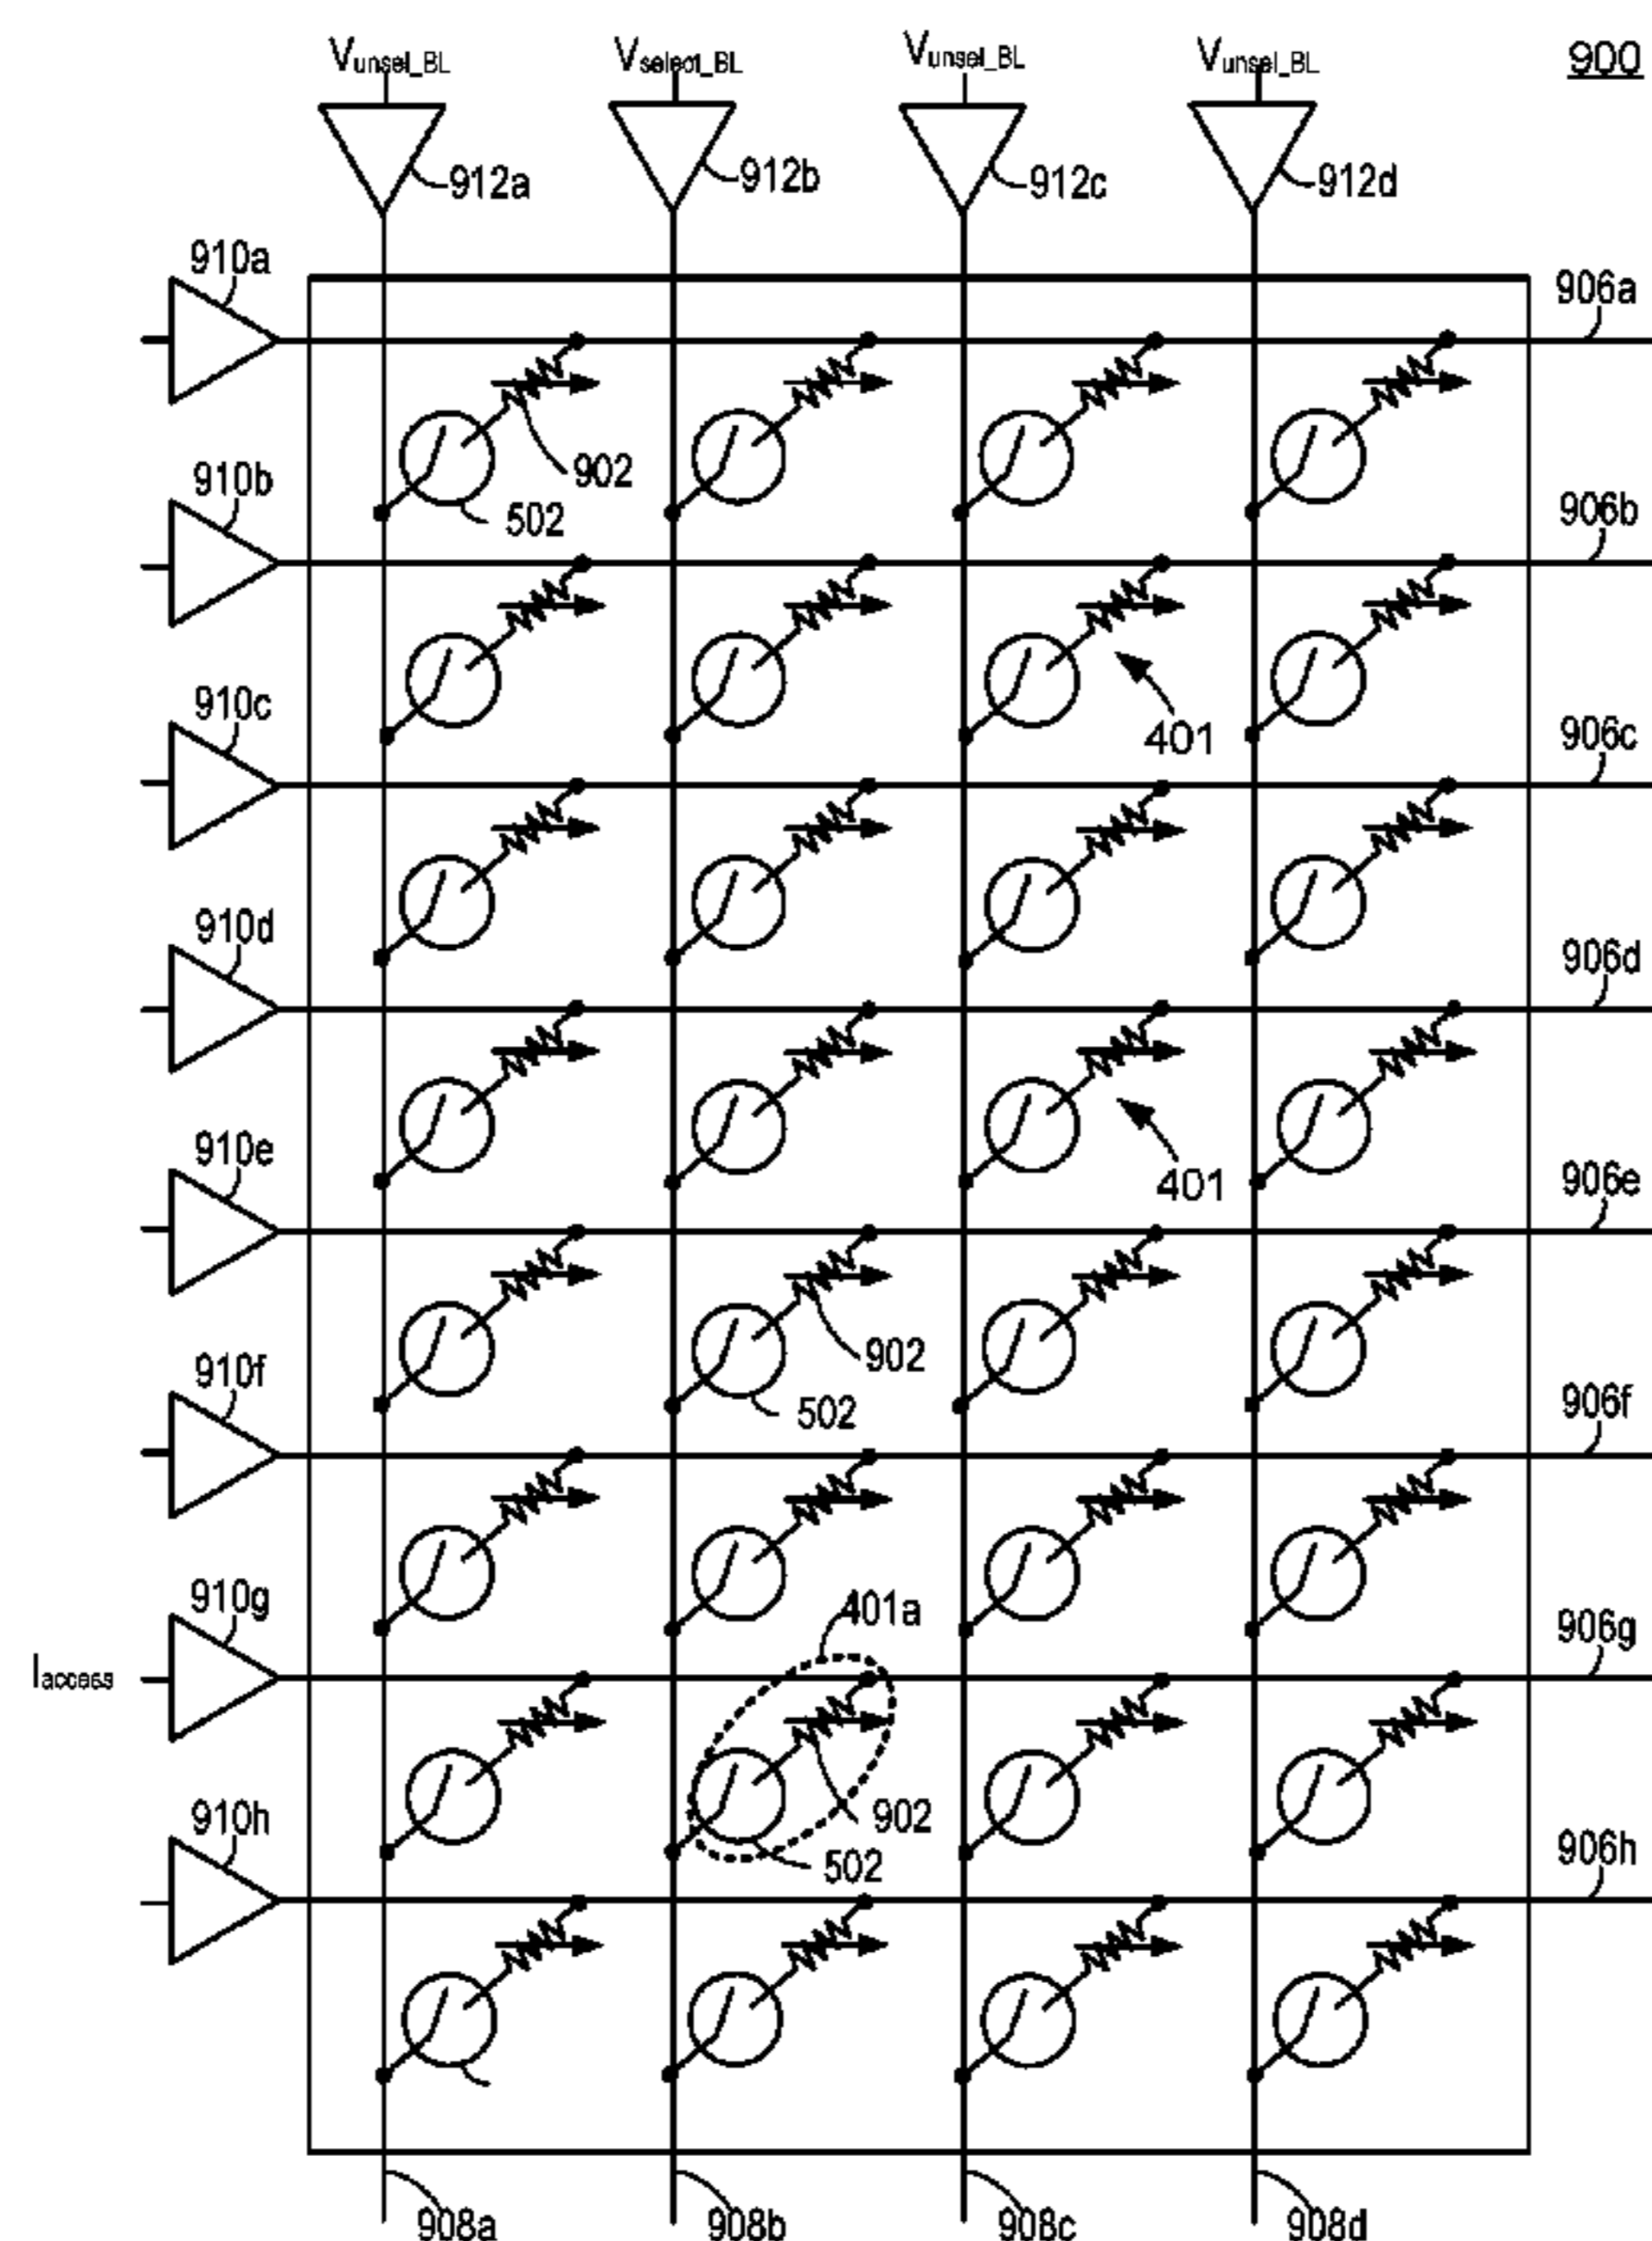 Vunsel_BL Vselect_BL Vunsel_BL Vunsel_BL 900
912a 912b 912c 912d
910a 906a
902
910b 502 906b
910c 401 906c
910d 906d
910e 401 906e
902
910f 502 906f
910g 401a 906g
Iaccess
902
910h 502 906h
908a 908b 908c 908d